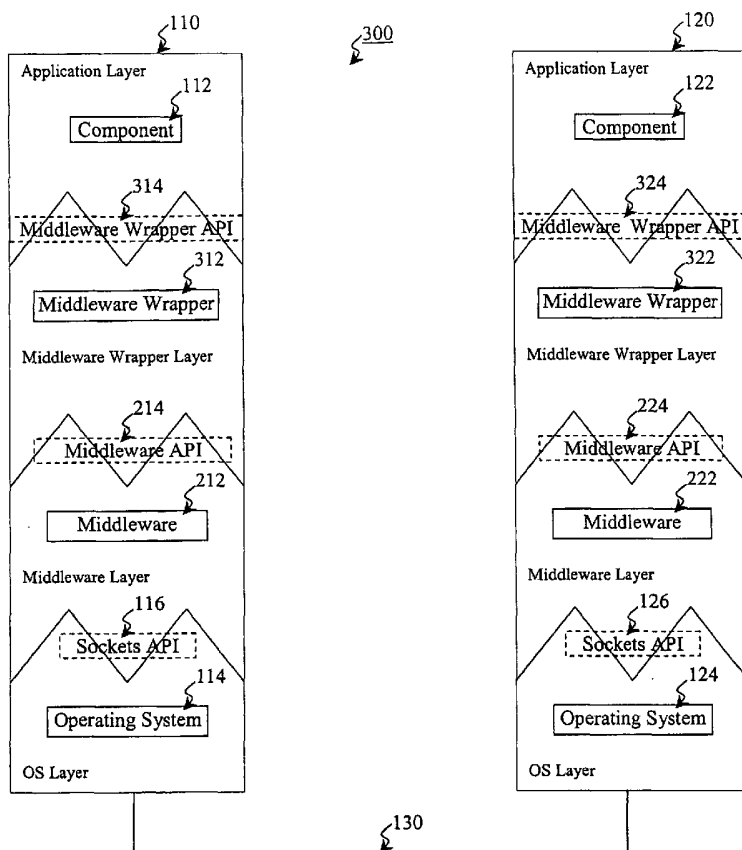 110
300
120
Application Layer
Application Layer
112
122
Component
Component
314
324
Middleware Wrapper API
Middleware Wrapper API
312
322
Middleware Wrapper
Middleware Wrapper
Middleware Wrapper Layer
Middleware Wrapper Layer
214
224
Middleware API
Middleware API
212
222
Middleware
Middleware
Middleware Layer
Middleware Layer
116
126
Sockets API
Sockets API
114
124
Operating System
Operating System
OS Layer
OS Layer
130